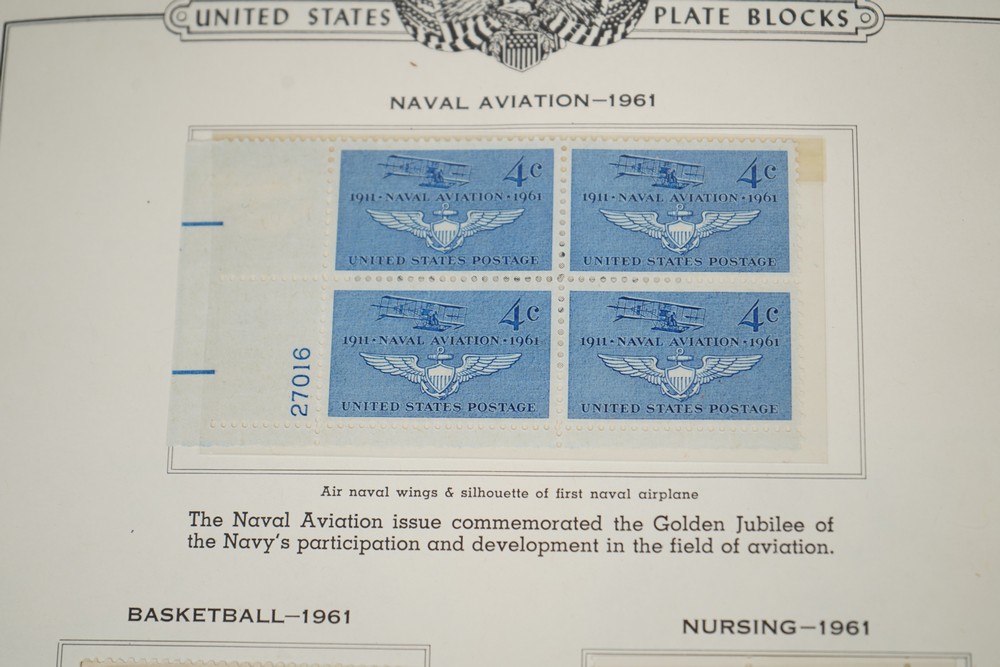 UNITED STATES PLATE BLOCKS
NAVAL AVIATION—1961
4c
1911 • NAVAL AVIATION • 1961
UNITED STATES POSTAGE
4c
1911 • NAVAL AVIATION • 1961
UNITED STATES POSTAGE
4c
1911 • NAVAL AVIATION • 1961
UNITED STATES POSTAGE
4c
1911 • NAVAL AVIATION • 1961
UNITED STATES POSTAGE
27016
Air naval wings & silhouette of first naval airplane
The Naval Aviation issue commemorated the Golden Jubilee of
the Navy's participation and development in the field of aviation.
BASKETBALL—1961
NURSING—1961